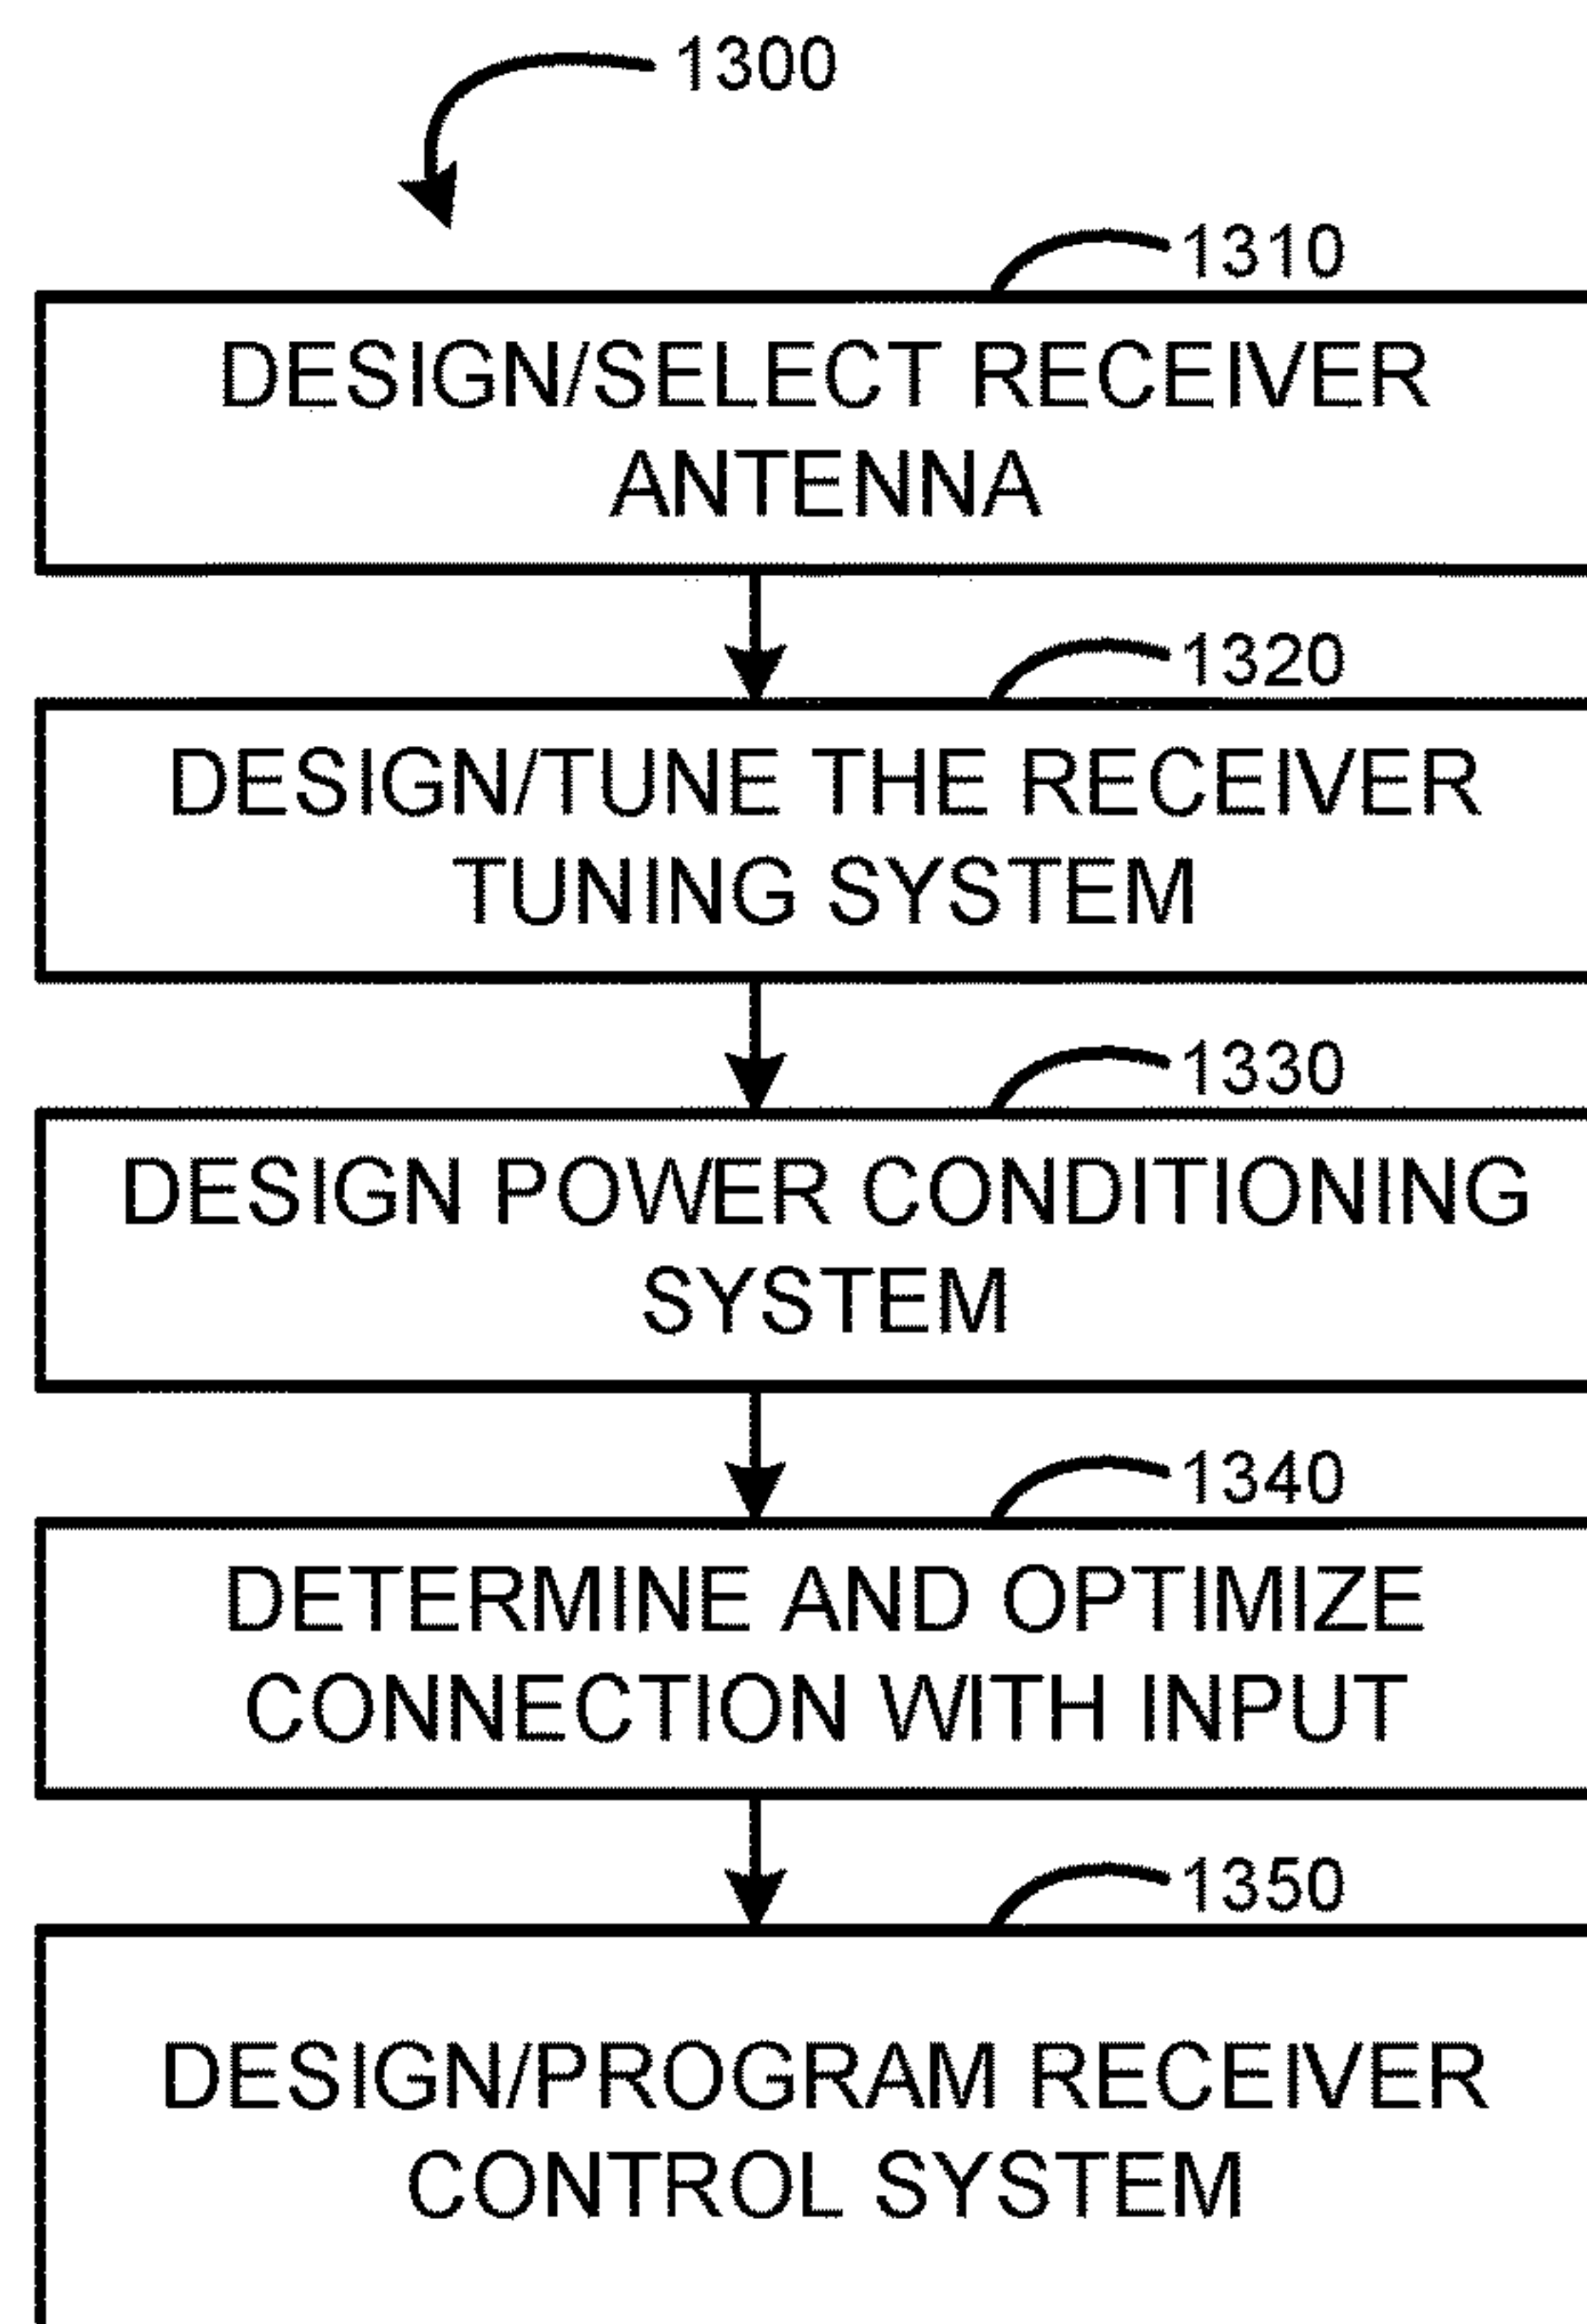 1300
1310
DESIGN/SELECT RECEIVER
ANTENNA
1320
DESIGN/TUNE THE RECEIVER
TUNING SYSTEM
1330
DESIGN POWER CONDITIONING
SYSTEM
1340
DETERMINE AND OPTIMIZE
CONNECTION WITH INPUT
1350
DESIGN/PROGRAM RECEIVER
CONTROL SYSTEM